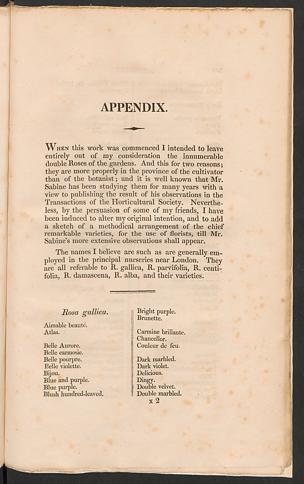 APPENDIX.
WHEN this work was commenced I intended to leave
entirely out of my consideration the innumerable
double Roses of the gardens. And this for two reasons;
they are more properly in the province of the cultivator
than of the botanist; and it is well known that Mr.
Sabine has been studying them for many years with a
view to publishing the result of his observations in the
Transactions of the Horticultural Society. Neverthe-
less, by the persuasion of some of my friends, I have
been induced to alter my original intention, and to add
a sketch of a methodical arrangement of the chief
remarkable varieties, for the use of florists, till Mr.
Sabine's more extensive observations shall appear.
The names I believe are such as are generally em-
ployed in the principal nurseries near London. They
are all referable to R. gallica, R. parvifolia, R. centi-
folia, R. damascena, R. alba, and their varieties.
Rosa gallica.
Aimable beauté.
Atlas.
Belle Aurore.
Belle carmosie.
Belle pourpre.
Belle violette.
Bijou.
Blue and purple.
Blue purple.
Blush hundred-leaved.
Bright purple.
Brunette.
Carmine brillante.
Chancellor.
Couleur de feu.
Dark marbled.
Dark violet.
Delicious.
Dingy.
Double velvet.
Double marbled.
x 2